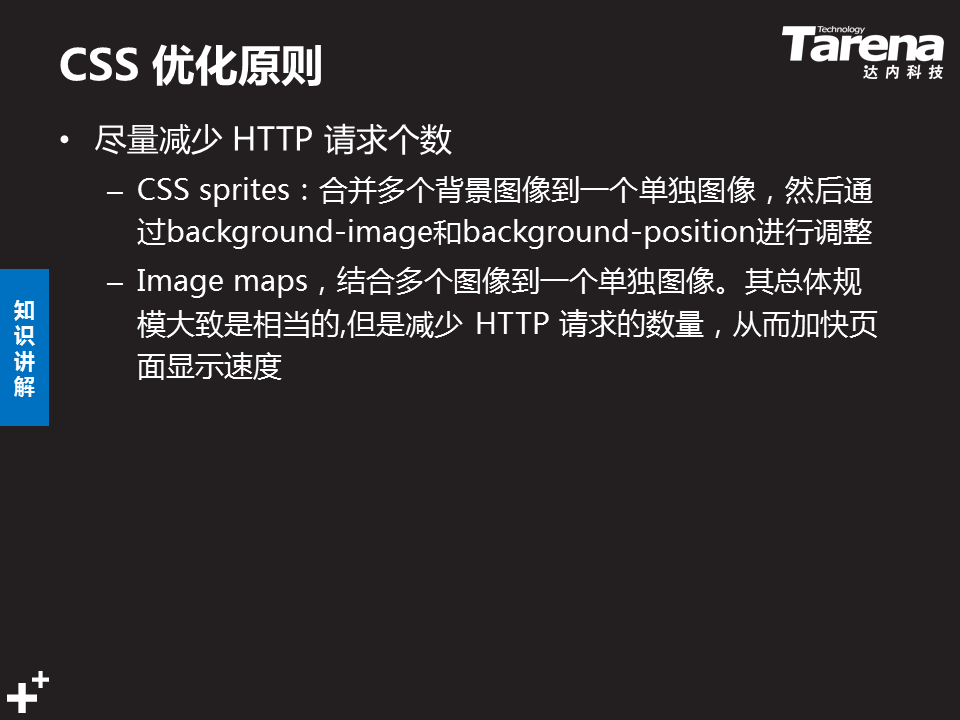 CSS 优化原则
Technology
Tarena
达内科技
• 尽量减少 HTTP 请求个数
– CSS sprites：合并多个背景图像到一个单独图像，然后通
过background-image和background-position进行调整
– Image maps，结合多个图像到一个单独图像。其总体规
模大致是相当的,但是减少 HTTP 请求的数量，从而加快页
面显示速度
知
识
讲
解